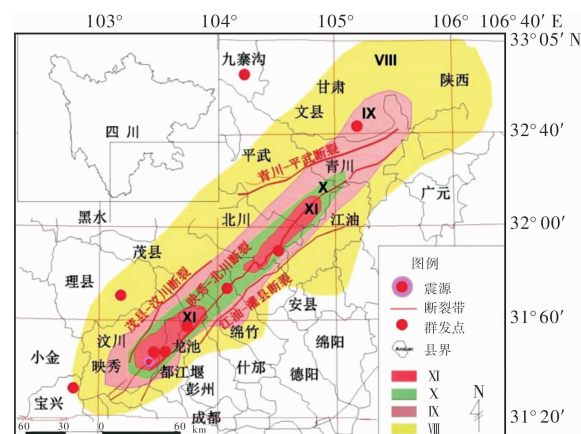 103° 104° 105° 106° 106°40′ E
33°05′ N
32°40′
32°00′
31°60′
31°20′
四川
九寨沟
甘肃
VIII
陕西
文县
IX
平武
青川-平武断裂
青川
X
广元
黑水
北川
XI
江油
茂县
理县
茂县-汶川断裂
映秀-北川断裂
江油-灌县断裂
安县
XI
汶川
龙池
绵竹
绵阳
小金
映秀
都江堰
什邡
德阳
彭州
宝兴
成都
60 30 0 60
km
图例
震源
断裂带
群发点
县界
XI
X
IX
VIII
N